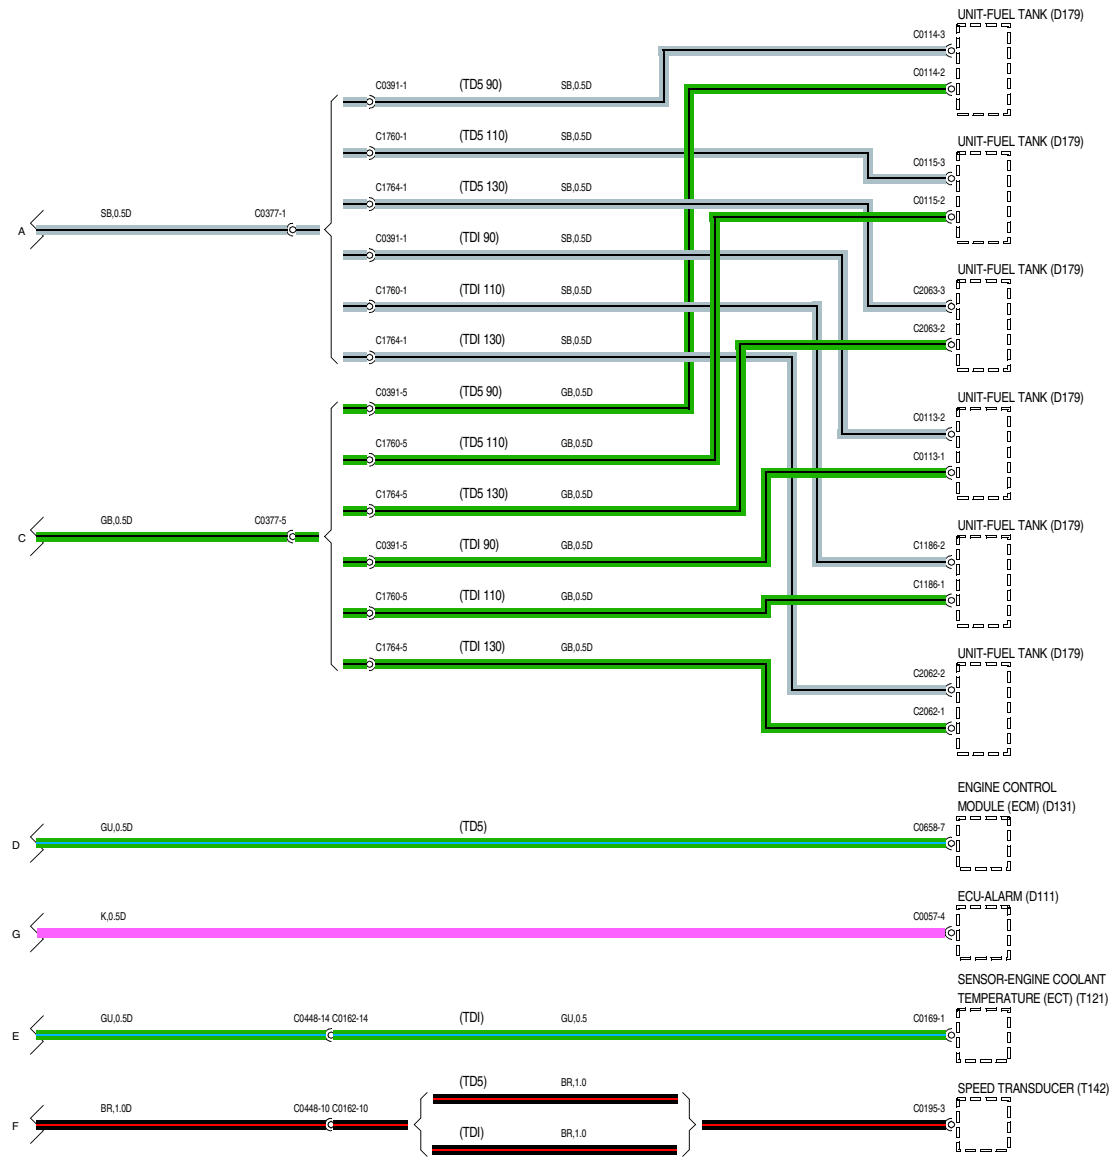 UNIT-FUEL TANK (D179)
C0114-3
C0114-2
C0391-1 (TD5 90) SB,0.5D
UNIT-FUEL TANK (D179)
C1760-1 (TD5 110) SB,0.5D
C0115-3
C1764-1 (TD5 130) SB,0.5D
C0115-2
A SB,0.5D C0377-1
C0391-1 (TDI 90) SB,0.5D
UNIT-FUEL TANK (D179)
C1760-1 (TDI 110) SB,0.5D
C2063-3
C2063-2
C1764-1 (TDI 130) SB,0.5D
C0391-5 (TD5 90) GB,0.5D
UNIT-FUEL TANK (D179)
C0113-2
C1760-5 (TD5 110) GB,0.5D
C0113-1
C1764-5 (TD5 130) GB,0.5D
C GB,0.5D C0377-5
UNIT-FUEL TANK (D179)
C0391-5 (TDI 90) GB,0.5D
C1186-2
C1186-1
C1760-5 (TDI 110) GB,0.5D
C1764-5 (TDI 130) GB,0.5D
UNIT-FUEL TANK (D179)
C2062-2
C2062-1
ENGINE CONTROL
MODULE (ECM) (D131)
D GU,0.5D (TD5) C0658-7
ECU-ALARM (D111)
G K,0.5D C0057-4
SENSOR-ENGINE COOLANT
TEMPERATURE (ECT) (T121)
E GU,0.5D C0448-14 C0162-14 (TDI) GU,0.5 C0169-1
(TD5) BR,1.0
SPEED TRANSDUCER (T142)
F BR,1.0D C0448-10 C0162-10 C0195-3
(TDI) BR,1.0